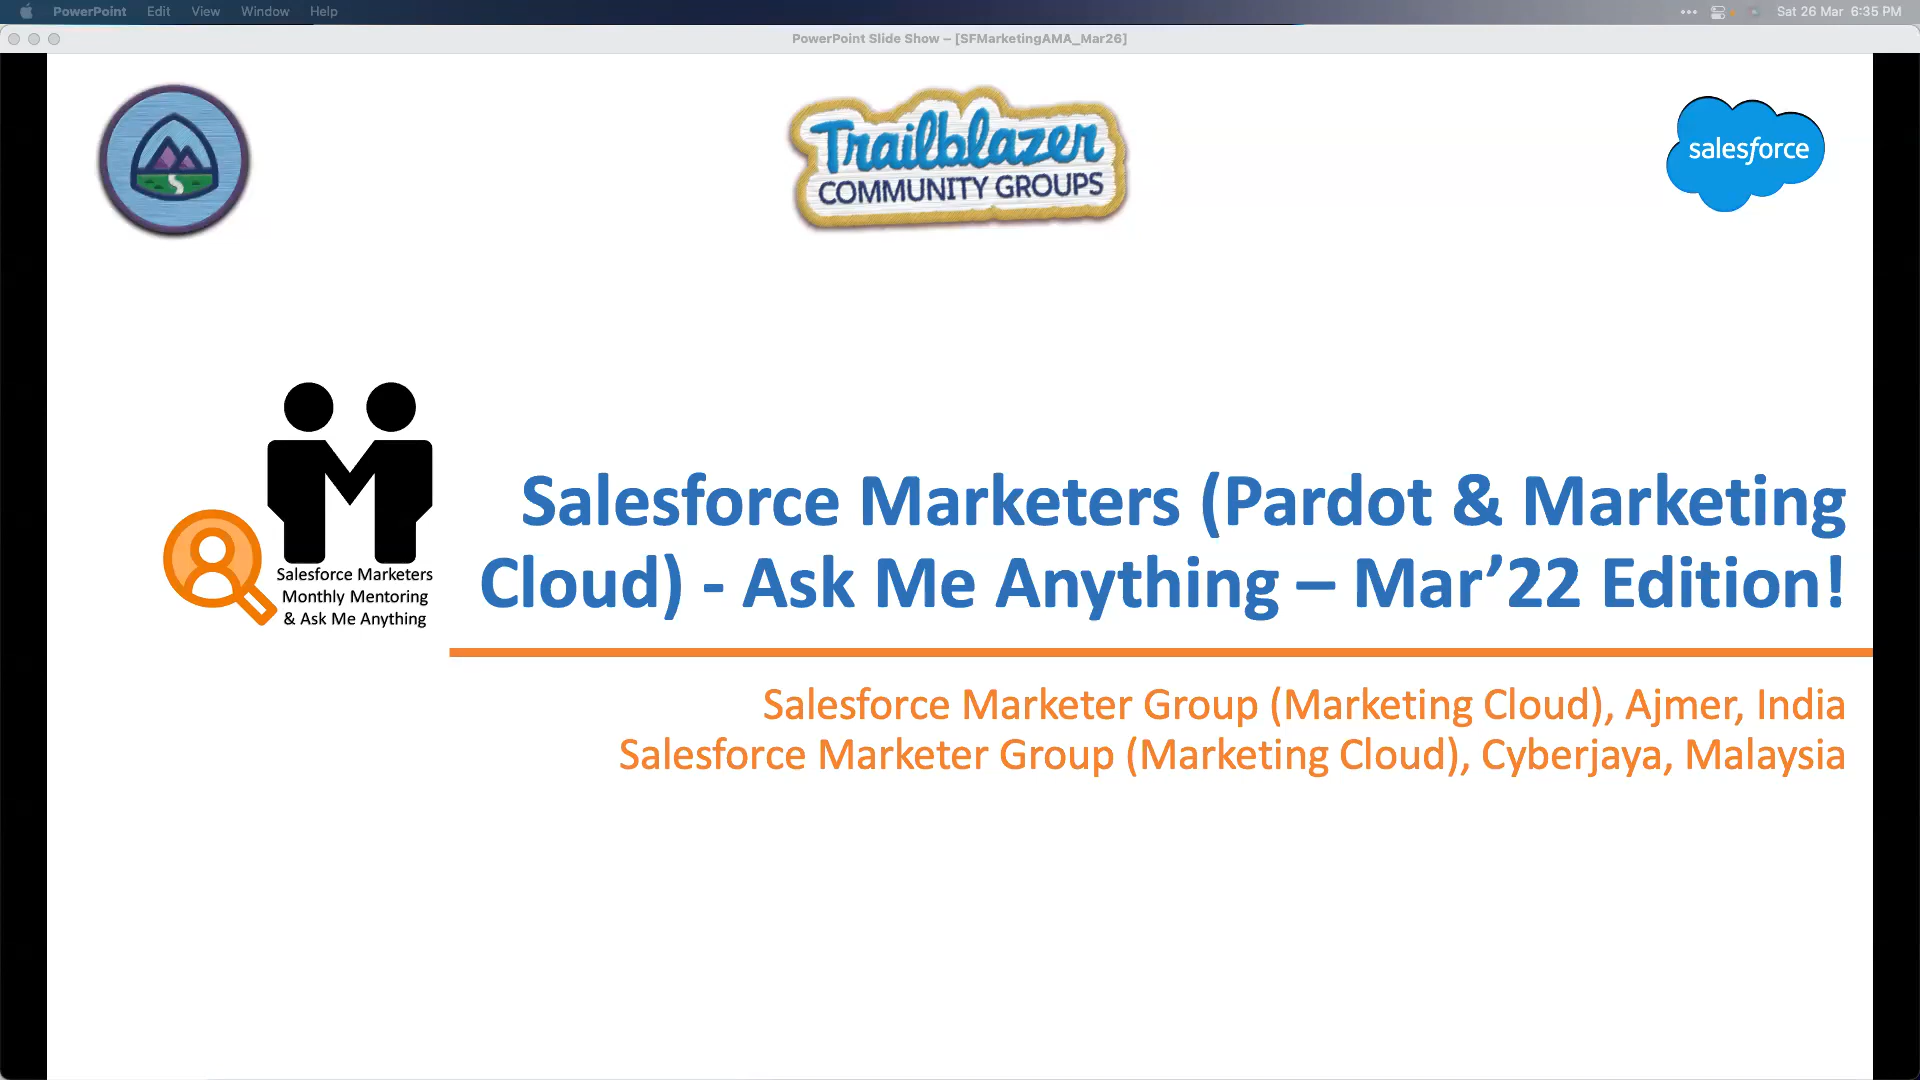 PowerPoint Edit View Window Help Sat 26 Mar 6:35 PM
PowerPoint Slide Show – [SFMarketingAMA_Mar26]
Trailblazer
COMMUNITY GROUPS
salesforce
Salesforce Marketers
Monthly Mentoring
& Ask Me Anything
Salesforce Marketers (Pardot & Marketing
Cloud) - Ask Me Anything – Mar’22 Edition!
Salesforce Marketer Group (Marketing Cloud), Ajmer, India
Salesforce Marketer Group (Marketing Cloud), Cyberjaya, Malaysia